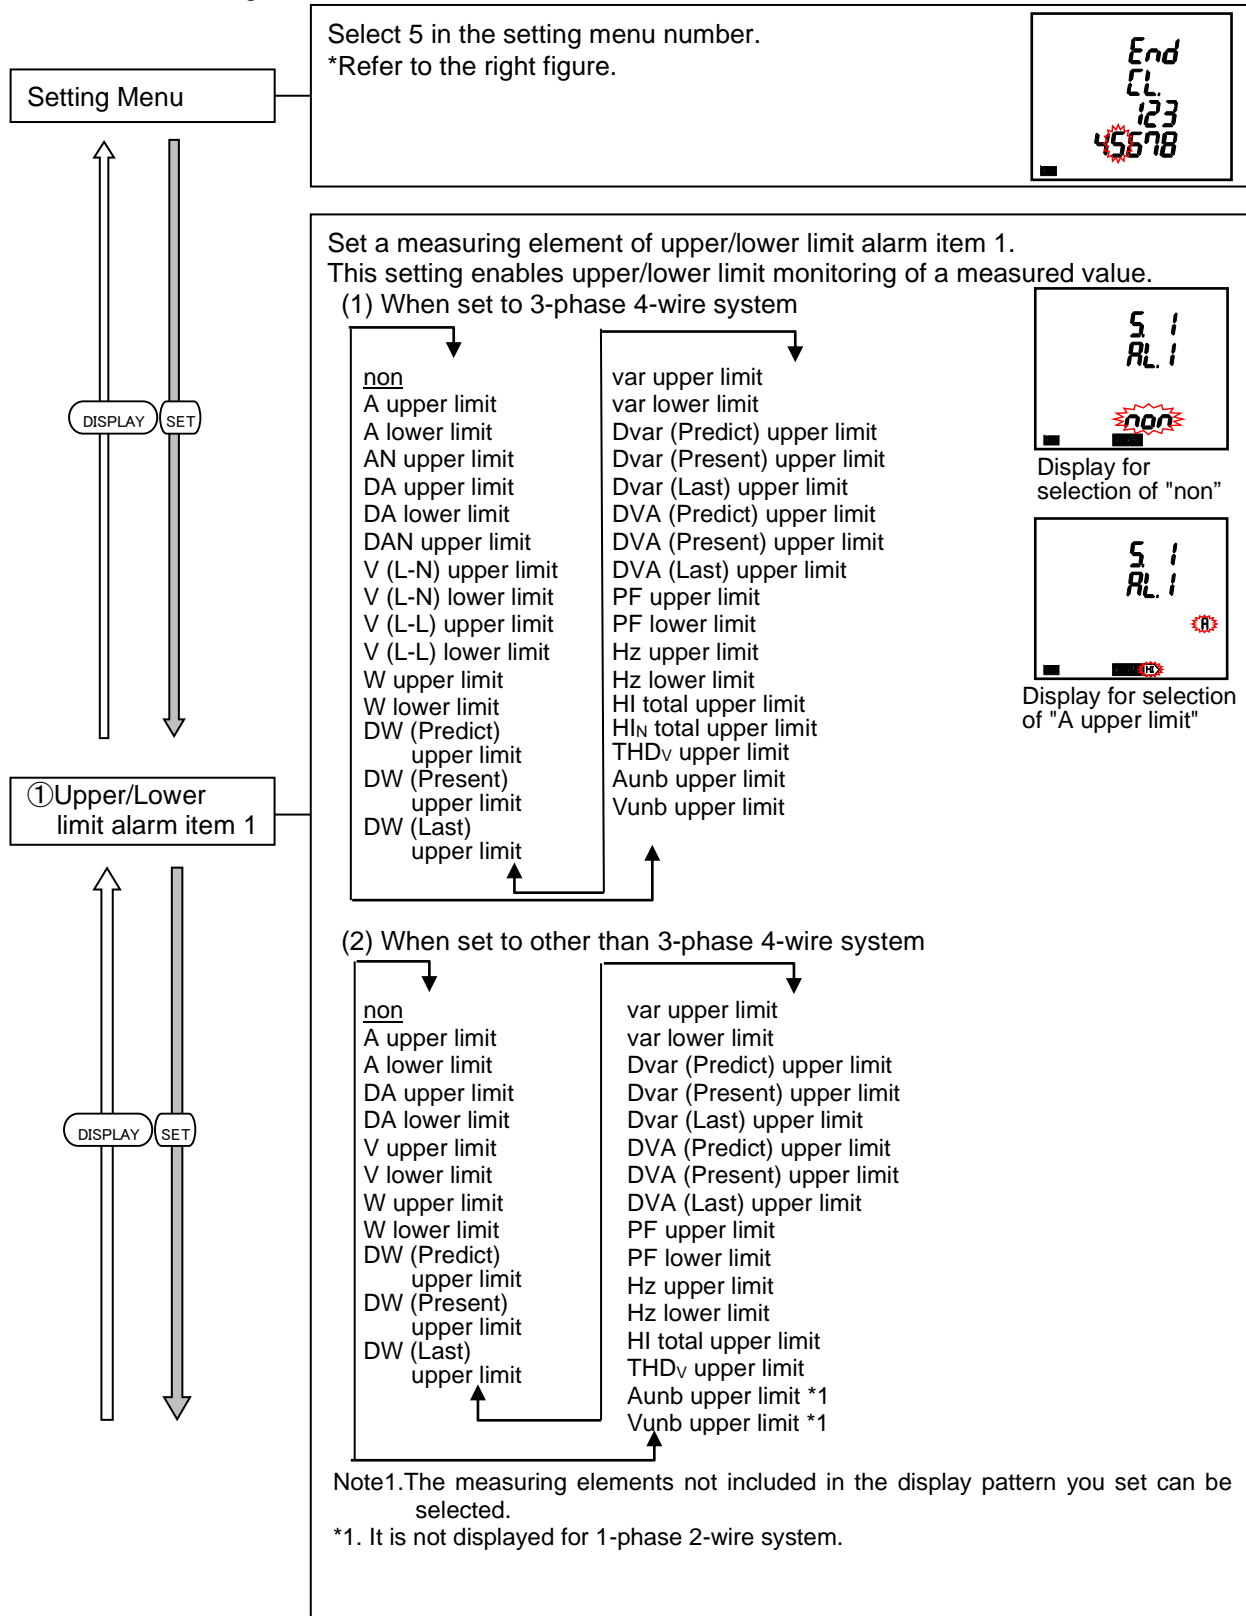 Select 5 in the setting menu number.
*Refer to the right figure.
End
CL.
123
45678
Setting Menu
DISPLAY
SET
Set a measuring element of upper/lower limit alarm item 1.
This setting enables upper/lower limit monitoring of a measured value.
(1) When set to 3-phase 4-wire system
non
A upper limit
A lower limit
AN upper limit
DA upper limit
DA lower limit
DAN upper limit
V (L-N) upper limit
V (L-N) lower limit
V (L-L) upper limit
V (L-L) lower limit
W upper limit
W lower limit
DW (Predict)
upper limit
DW (Present)
upper limit
DW (Last)
upper limit
var upper limit
var lower limit
Dvar (Predict) upper limit
Dvar (Present) upper limit
Dvar (Last) upper limit
DVA (Predict) upper limit
DVA (Present) upper limit
DVA (Last) upper limit
PF upper limit
PF lower limit
Hz upper limit
Hz lower limit
HI total upper limit
HIN total upper limit
THDV upper limit
Aunb upper limit
Vunb upper limit
5. 1
AL. 1
non
Display for
selection of "non”
5. 1
AL. 1
A
HI
Display for selection
of "A upper limit"
①Upper/Lower
limit alarm item 1
DISPLAY
SET
(2) When set to other than 3-phase 4-wire system
non
A upper limit
A lower limit
DA upper limit
DA lower limit
V upper limit
V lower limit
W upper limit
W lower limit
DW (Predict)
upper limit
DW (Present)
upper limit
DW (Last)
upper limit
var upper limit
var lower limit
Dvar (Predict) upper limit
Dvar (Present) upper limit
Dvar (Last) upper limit
DVA (Predict) upper limit
DVA (Present) upper limit
DVA (Last) upper limit
PF upper limit
PF lower limit
Hz upper limit
Hz lower limit
HI total upper limit
THDV upper limit
Aunb upper limit *1
Vunb upper limit *1
Note1.The measuring elements not included in the display pattern you set can be
selected.
*1. It is not displayed for 1-phase 2-wire system.